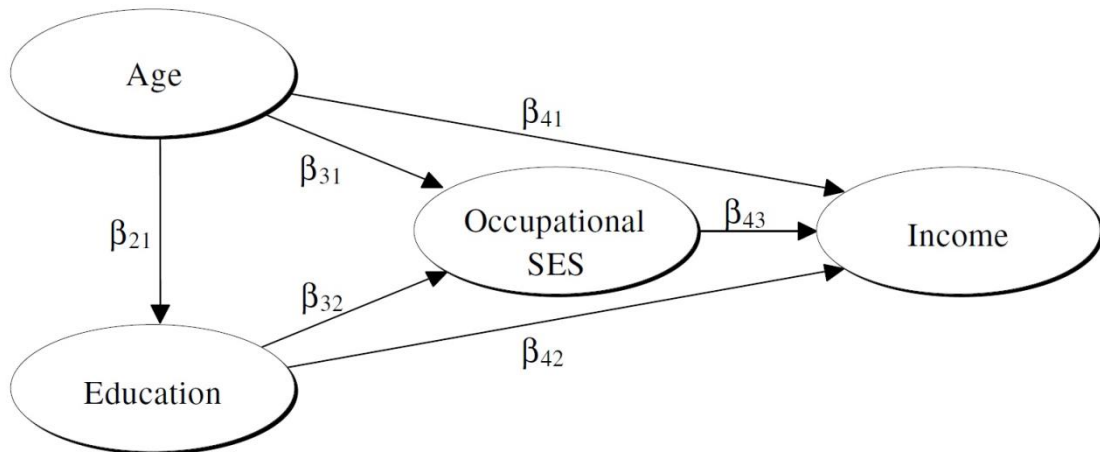 Age
β41
β31
Occupational
SES
β43
Income
β21
β32
β42
Education